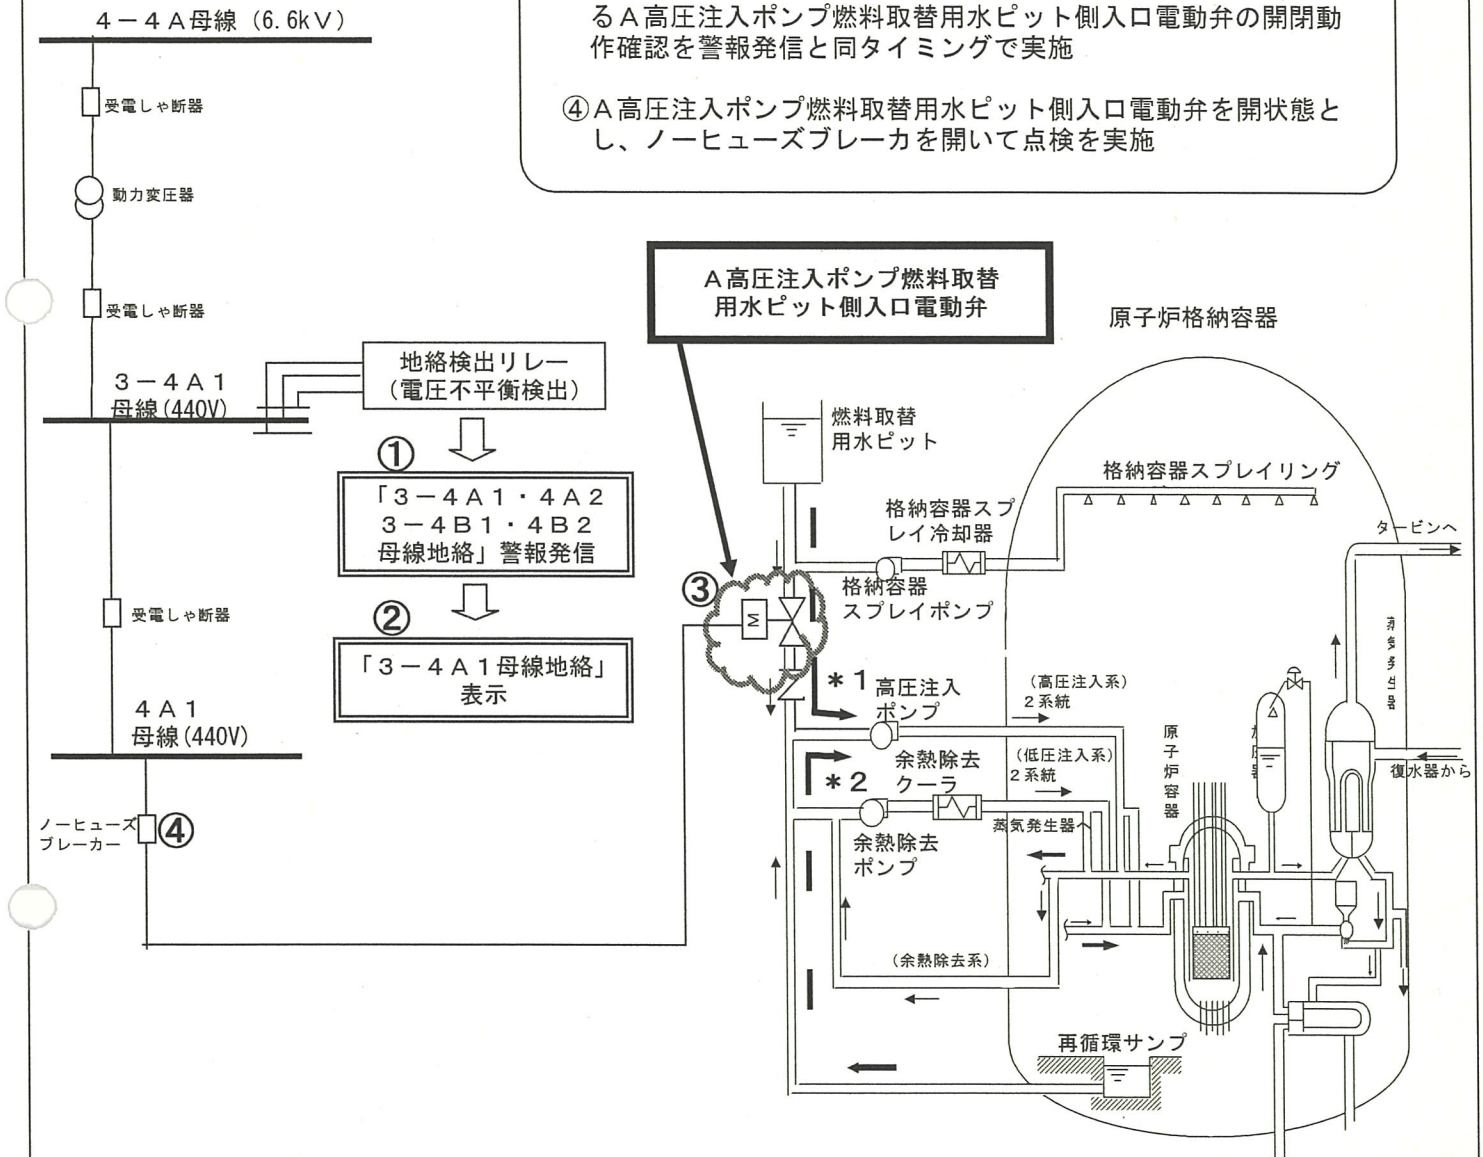 るＡ高圧注入ポンプ燃料取替用水ピット側入口電動弁の開閉動
作確認を警報発信と同タイミングで実施
④Ａ高圧注入ポンプ燃料取替用水ピット側入口電動弁を開状態と
し、ノーヒューズブレーカを開いて点検を実施
４－４Ａ母線（6.6kV）
受電しゃ断器
動力変圧器
受電しゃ断器
３－４Ａ１
母線(440V)
地絡検出リレー
（電圧不平衡検出）
①
「３－４Ａ１・４Ａ２
３－４Ｂ１・４Ｂ２
母線地絡」警報発信
②
「３－４Ａ１母線地絡」
表示
受電しゃ断器
４Ａ１
母線(440V)
ノーヒューズ
ブレーカー
④
Ａ高圧注入ポンプ燃料取替
用水ピット側入口電動弁
③
M
原子炉格納容器
燃料取替
用水ピット
格納容器スプレイリング
格納容器スプ
レイ冷却器
格納容器
スプレイポンプ
タービンへ
蒸気発生器
＊１
高圧注入
ポンプ
（高圧注入系）
２系統
＊２
余熱除去
クーラ
（低圧注入系）
２系統
原子炉容器
復水器から
蒸気発生器へ
余熱除去
ポンプ
（余熱除去系）
再循環サンプ